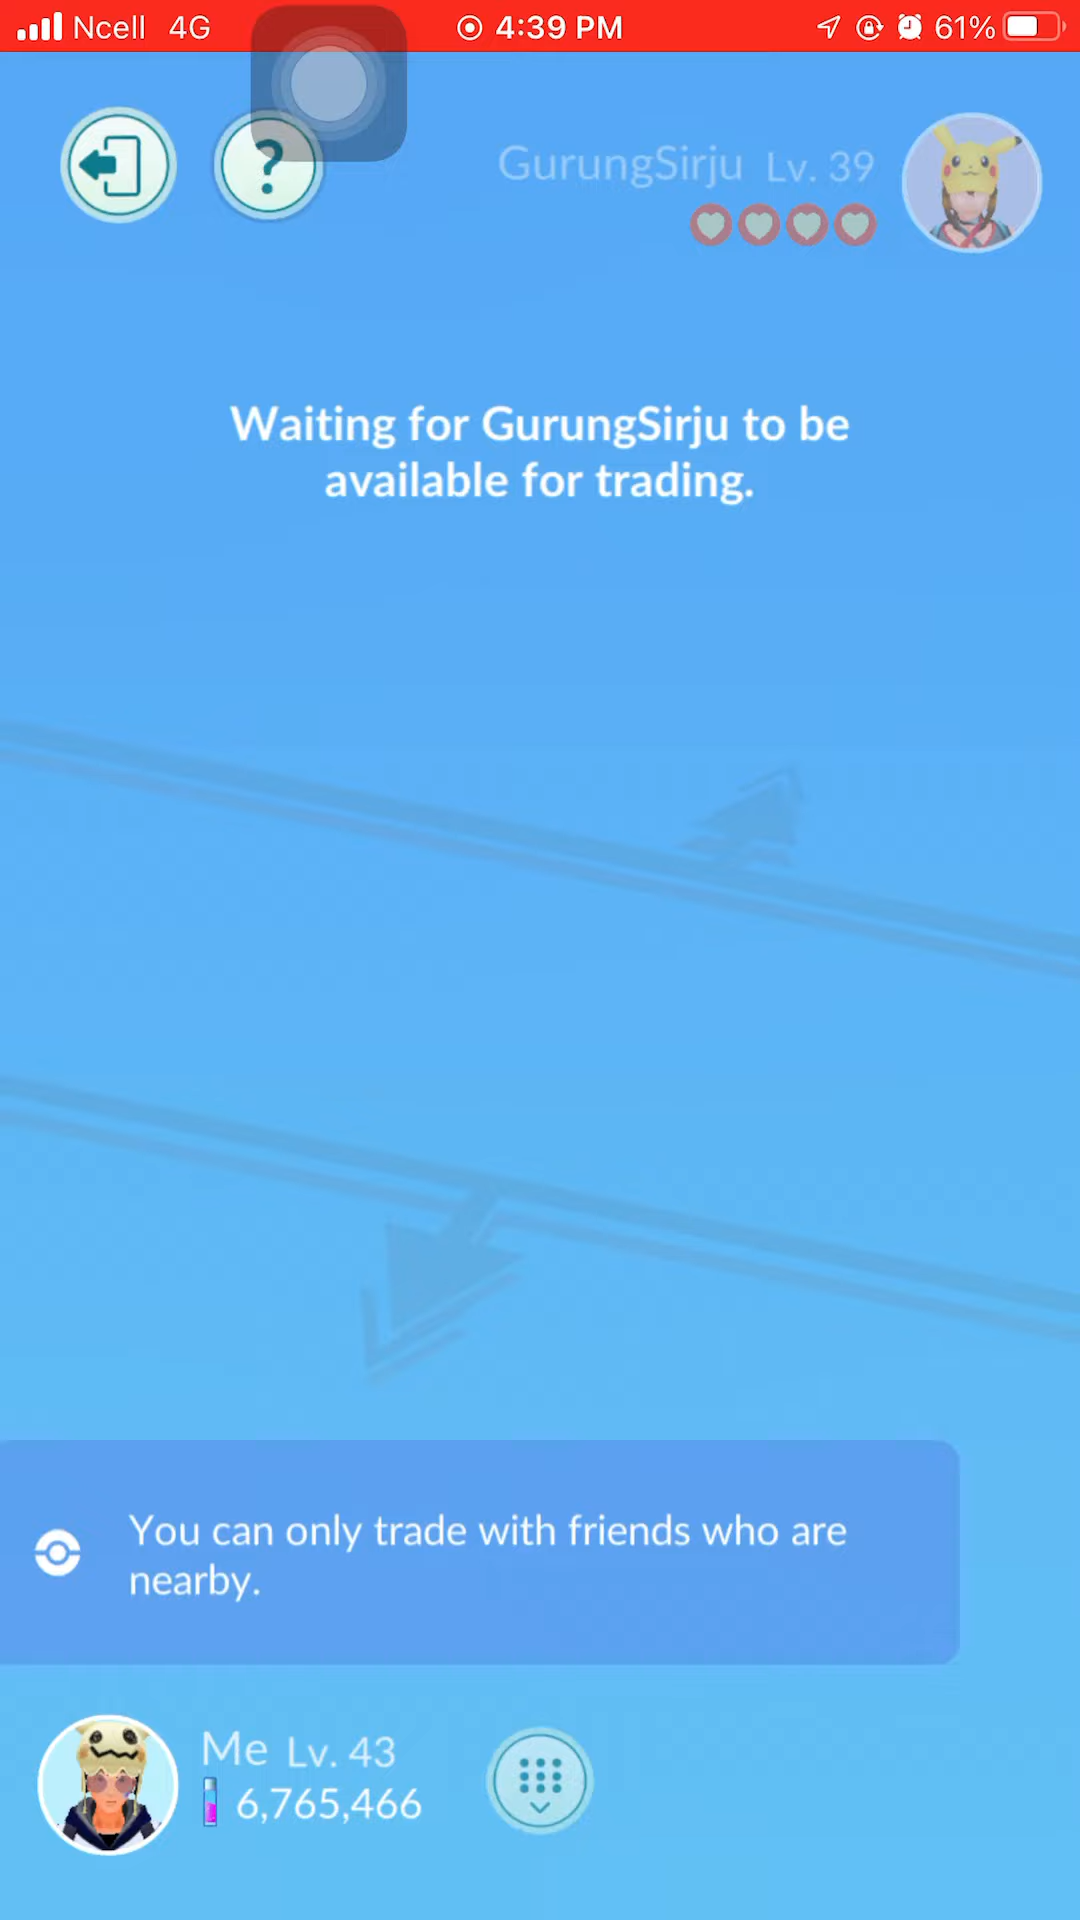 Ncell 4G 4:39 PM 61%
?
GurungSirju Lv. 39
Waiting for GurungSirju to be
available for trading.
You can only trade with friends who are
nearby.
Me Lv. 43
6,765,466